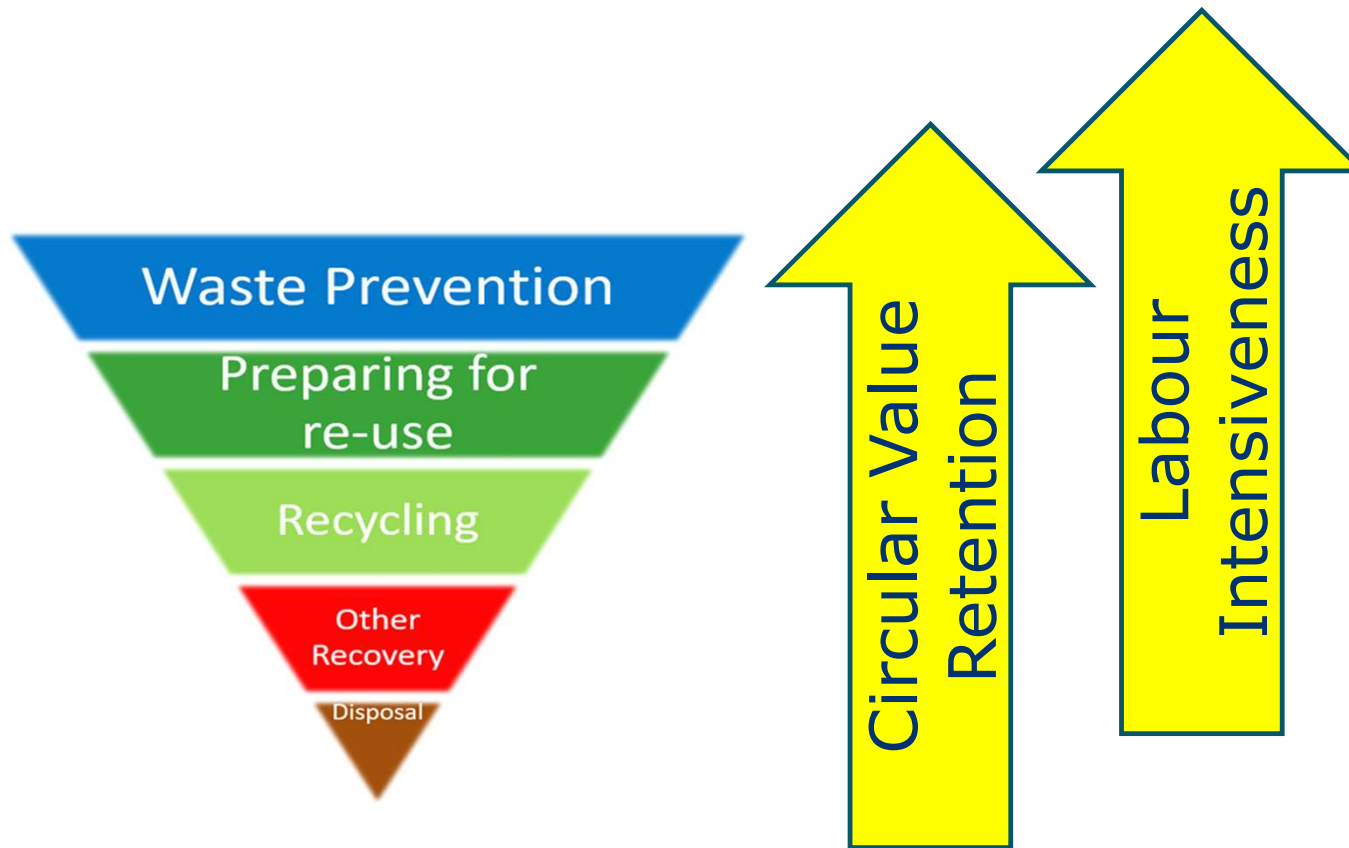 Waste Prevention
Preparing for
re-use
Recycling
Other
Recovery
Disposal
Circular Value
Retention
Labour
Intensiveness